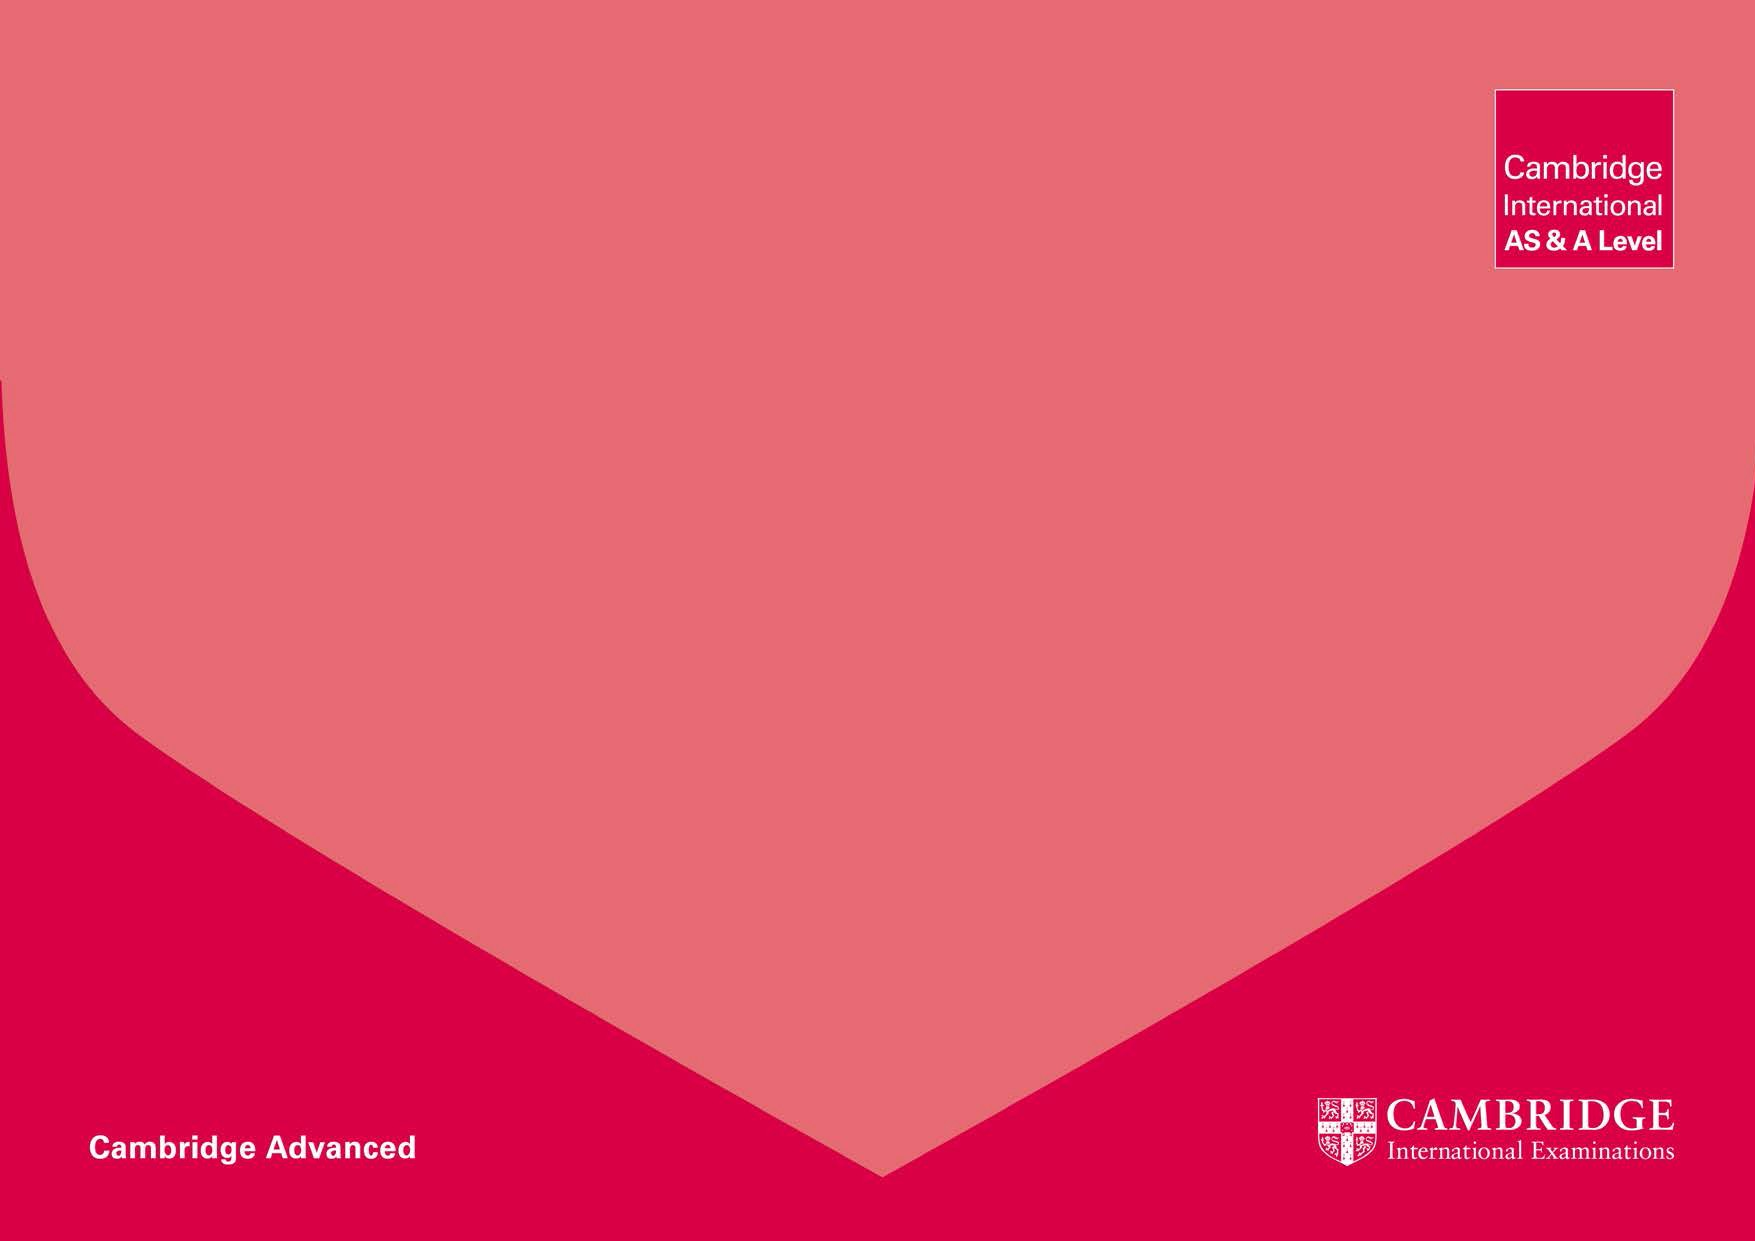 Cambridge
International
AS & A Level
Cambridge Advanced
CAMBRIDGE
International Examinations